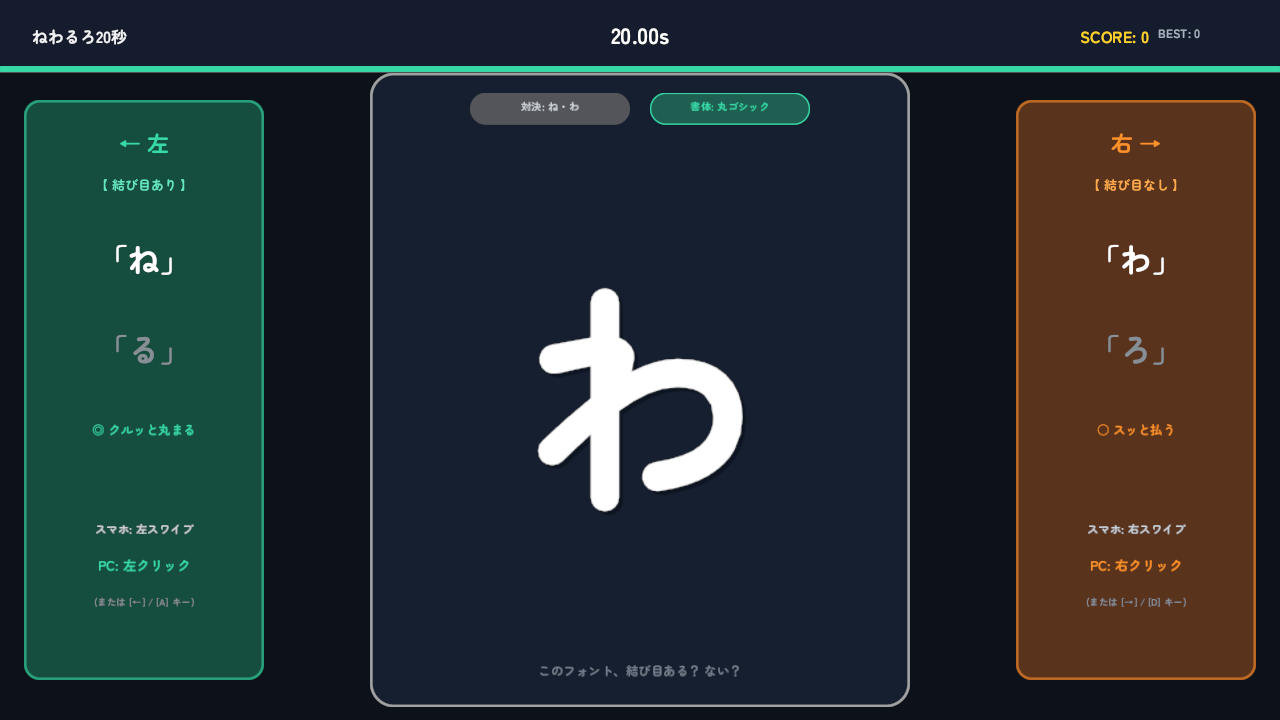 ねわるろ20秒
20.00s
SCORE: 0 BEST: 0
← 左
【 結び目あり 】
「ね」
「る」
◎ クルッと丸まる
スマホ: 左スワイプ
PC: 左クリック
(または [←] / [A] キー)
対決: ね・わ
書体: 丸ゴシック
わ
このフォント、結び目ある？ ない？
右 →
【 結び目なし 】
「わ」
「ろ」
○ スッと払う
スマホ: 右スワイプ
PC: 右クリック
(または [→] / [D] キー)